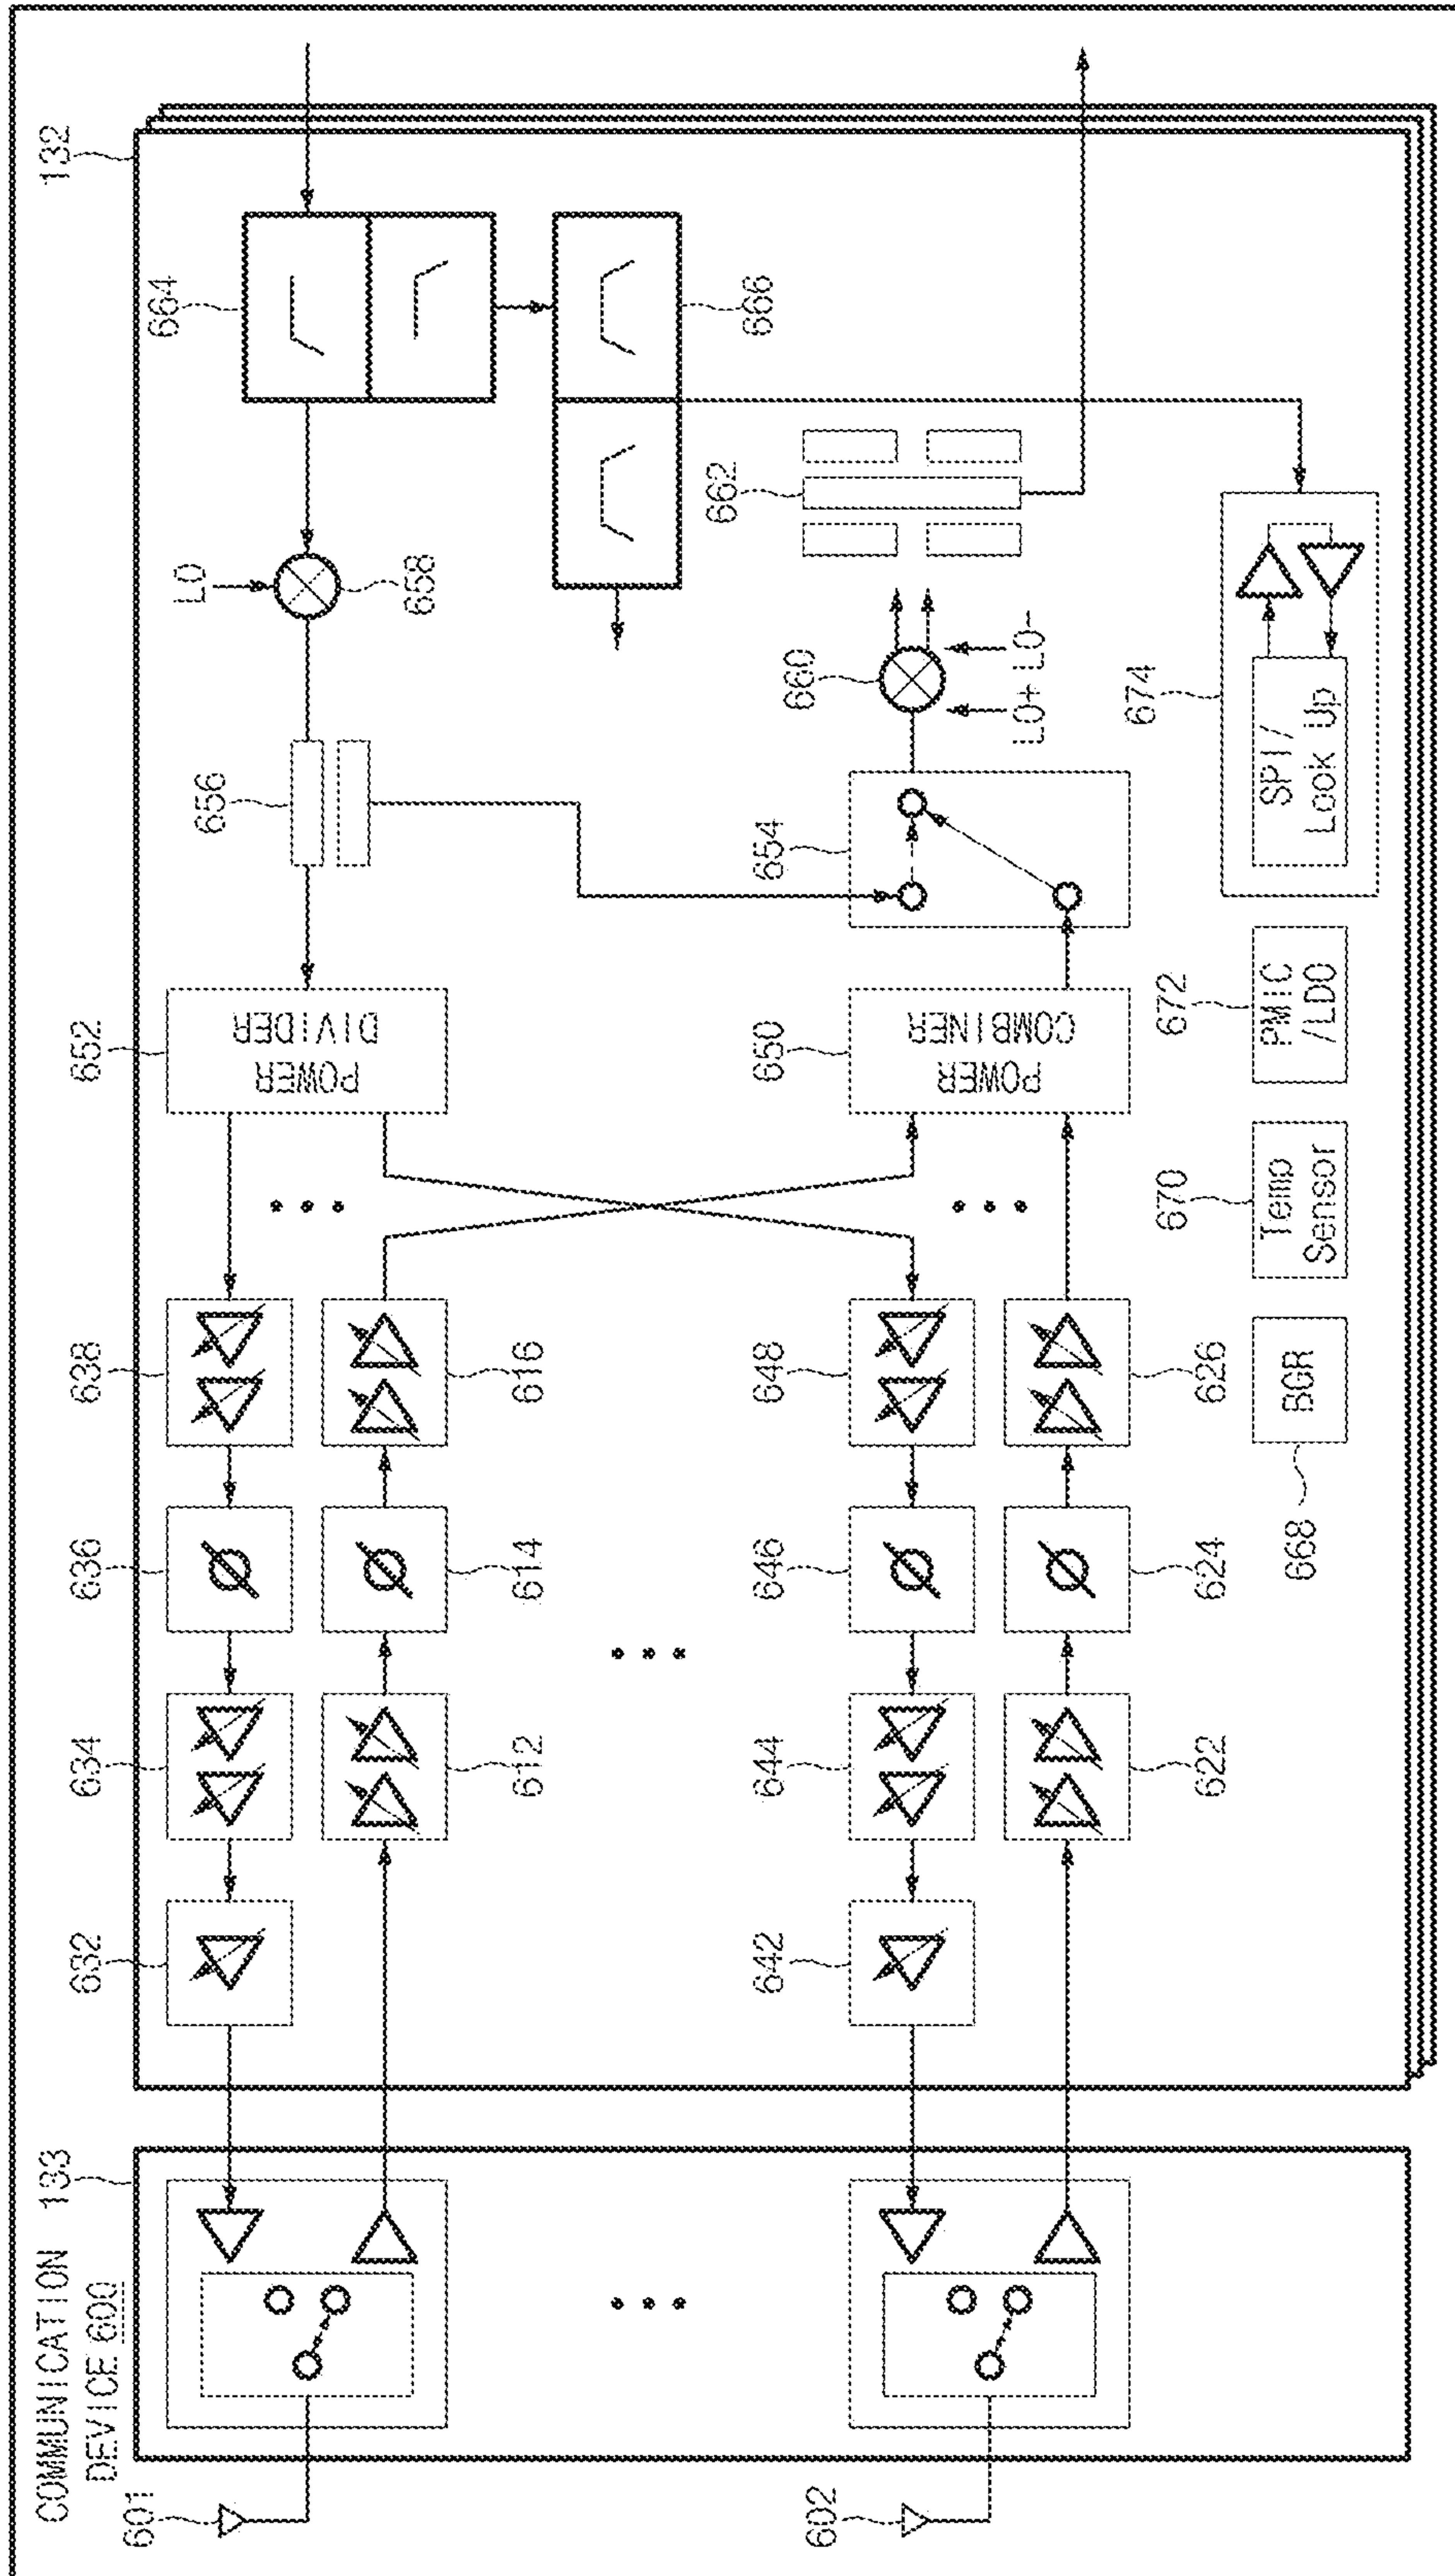 COMMUNICATION
DEVICE 600
133
132
601
602
632
634
636
638
652
POWER
DIVIDER
656
LO
658
664
612
614
616
666
642
644
646
648
650
POWER
COMBINER
654
660
LO+
LO-
662
622
624
626
668
BGR
670
Temp
Sensor
672
PMIC
/LDO
674
SPI/
Look Up